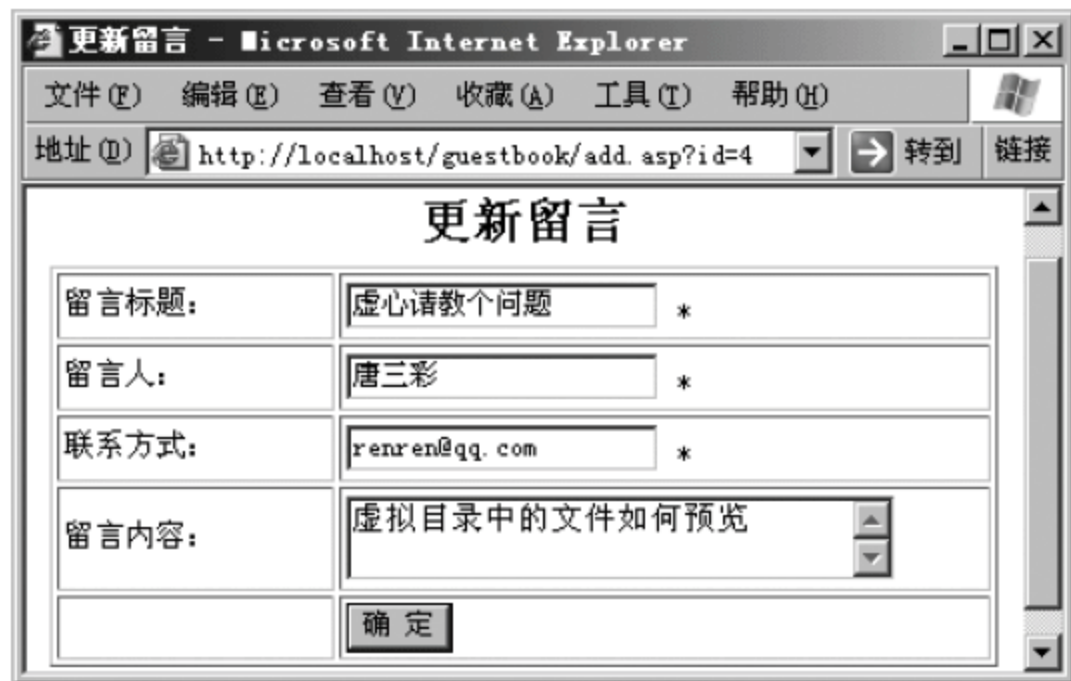 更新留言 - Microsoft Internet Explorer
文件(F) 编辑(E) 查看(V) 收藏(A) 工具(T) 帮助(H)
地址(D) http://localhost/guestbook/add.asp?id=4 转到 链接
更新留言
留言标题： 虚心请教个问题 *
留言人： 唐三彩 *
联系方式： renren@qq.com *
留言内容： 虚拟目录中的文件如何预览
确 定